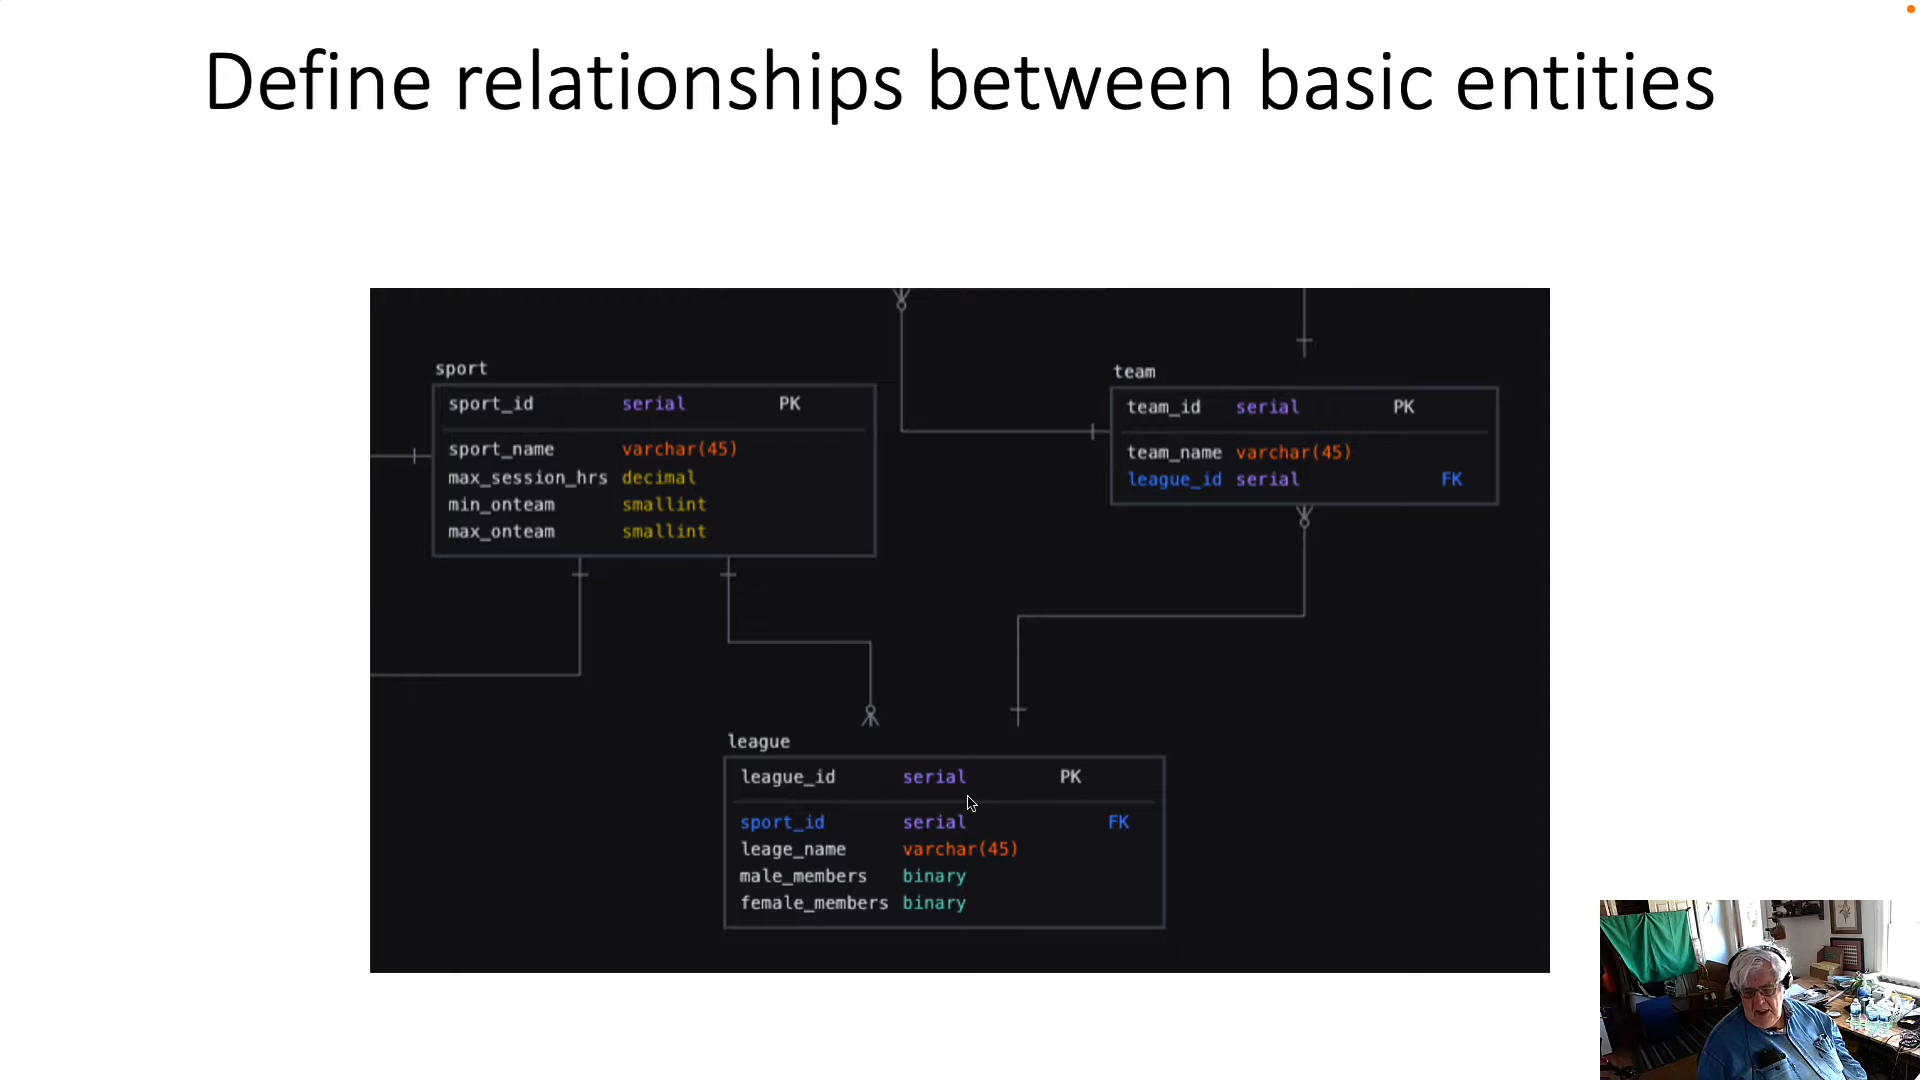 Define relationships between basic entities
sport
sport_id serial PK
sport_name varchar(45)
max_session_hrs decimal
min_onteam smallint
max_onteam smallint
team
team_id serial PK
team_name varchar(45)
league_id serial FK
league
league_id serial PK
sport_id serial FK
leage_name varchar(45)
male_members binary
female_members binary